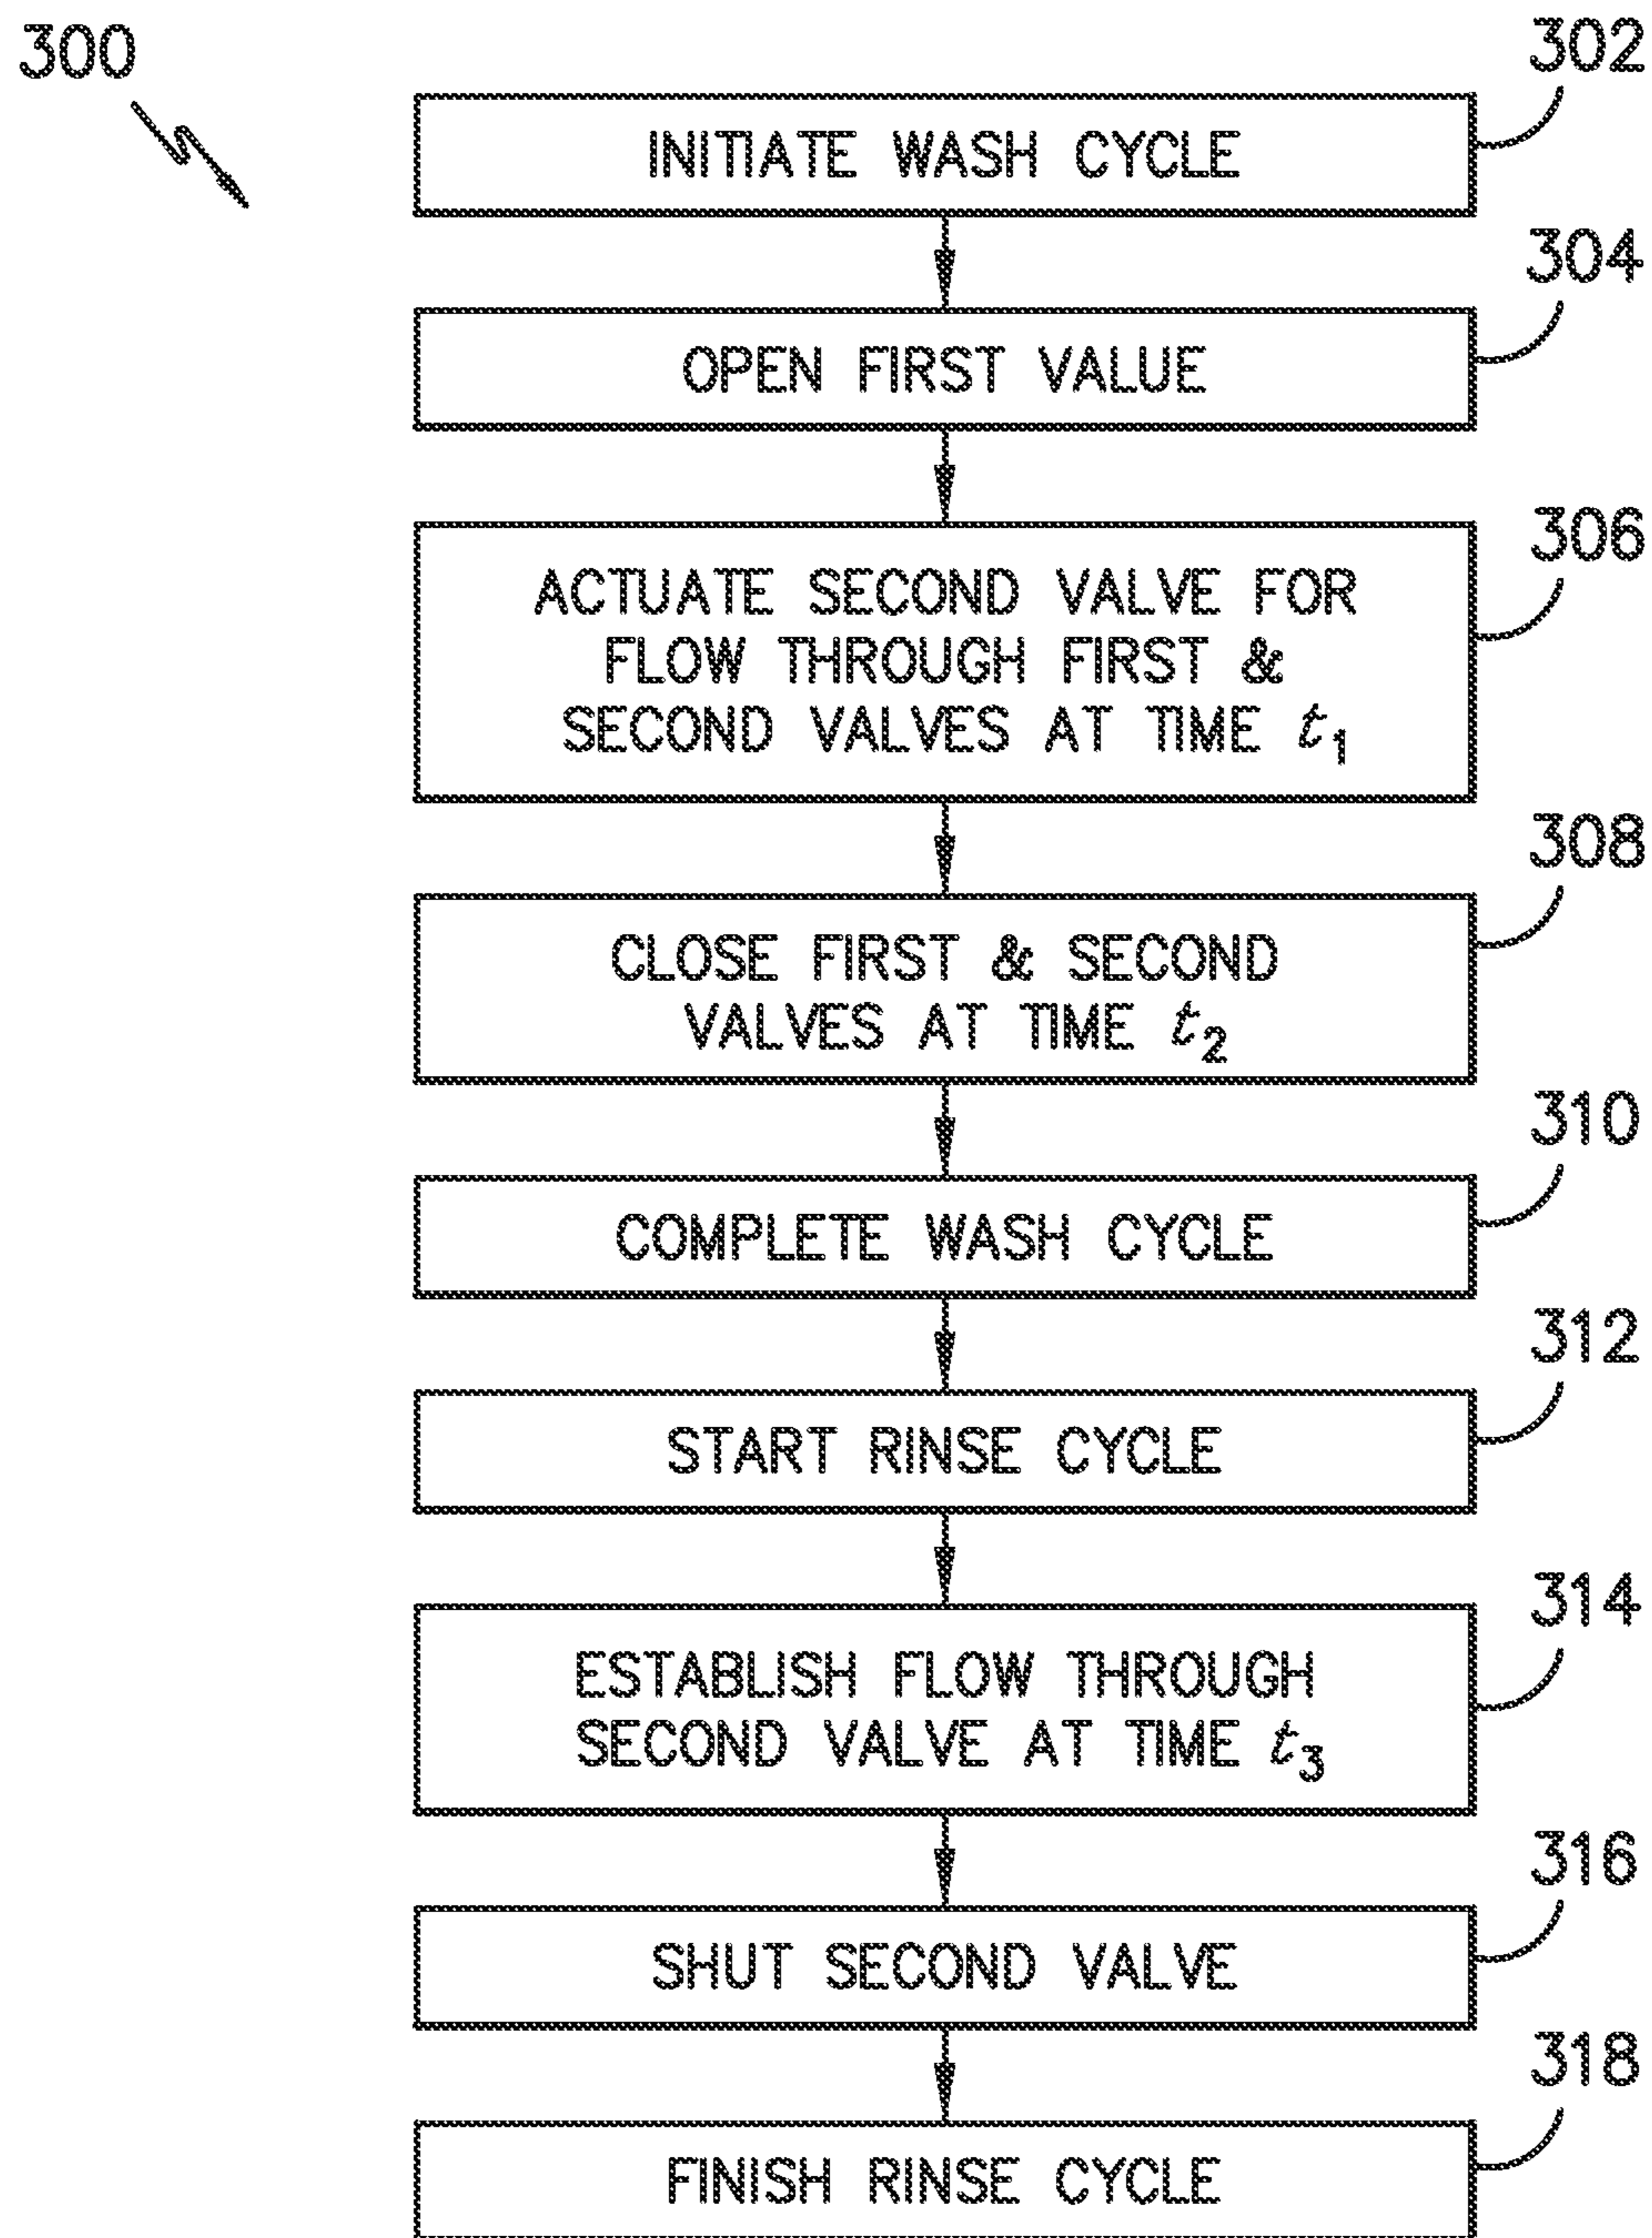 300
302
INITIATE WASH CYCLE
304
OPEN FIRST VALUE
306
ACTUATE SECOND VALVE FOR
FLOW THROUGH FIRST &
SECOND VALVES AT TIME t1
308
CLOSE FIRST & SECOND
VALVES AT TIME t2
310
COMPLETE WASH CYCLE
312
START RINSE CYCLE
314
ESTABLISH FLOW THROUGH
SECOND VALVE AT TIME t3
316
SHUT SECOND VALVE
318
FINISH RINSE CYCLE